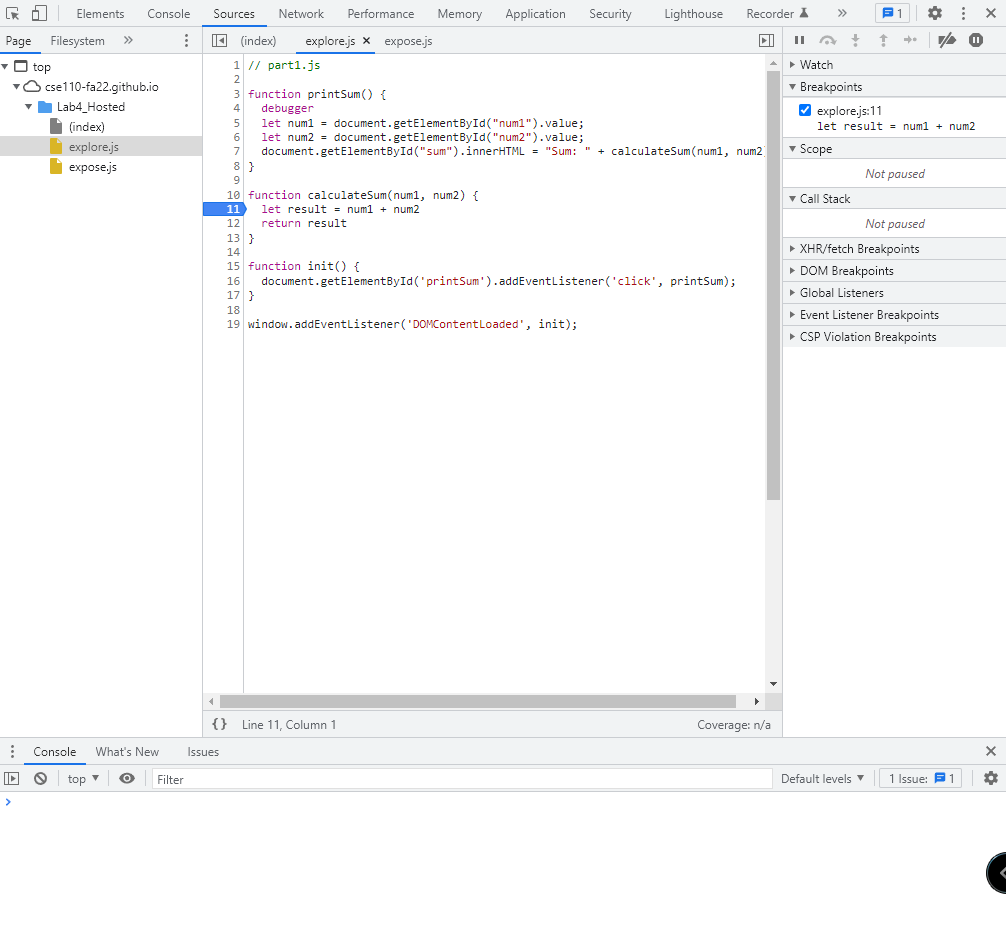 Elements Console Sources Network Performance Memory Application Security Lighthouse Recorder 1
Page Filesystem (index) explore.js expose.js
top
cse110-fa22.github.io
Lab4_Hosted
(index)
explore.js
expose.js
1 // part1.js
2
3 function printSum() {
4 debugger
5 let num1 = document.getElementById("num1").value;
6 let num2 = document.getElementById("num2").value;
7 document.getElementById("sum").innerHTML = "Sum: " + calculateSum(num1, num2
8 }
9
10 function calculateSum(num1, num2) {
11 let result = num1 + num2
12 return result
13 }
14
15 function init() {
16 document.getElementById('printSum').addEventListener('click', printSum);
17 }
18
19 window.addEventListener('DOMContentLoaded', init);
{} Line 11, Column 1 Coverage: n/a
Watch
Breakpoints
explore.js:11
let result = num1 + num2
Scope
Not paused
Call Stack
Not paused
XHR/fetch Breakpoints
DOM Breakpoints
Global Listeners
Event Listener Breakpoints
CSP Violation Breakpoints
Console What's New Issues
top Filter Default levels 1 Issue: 1